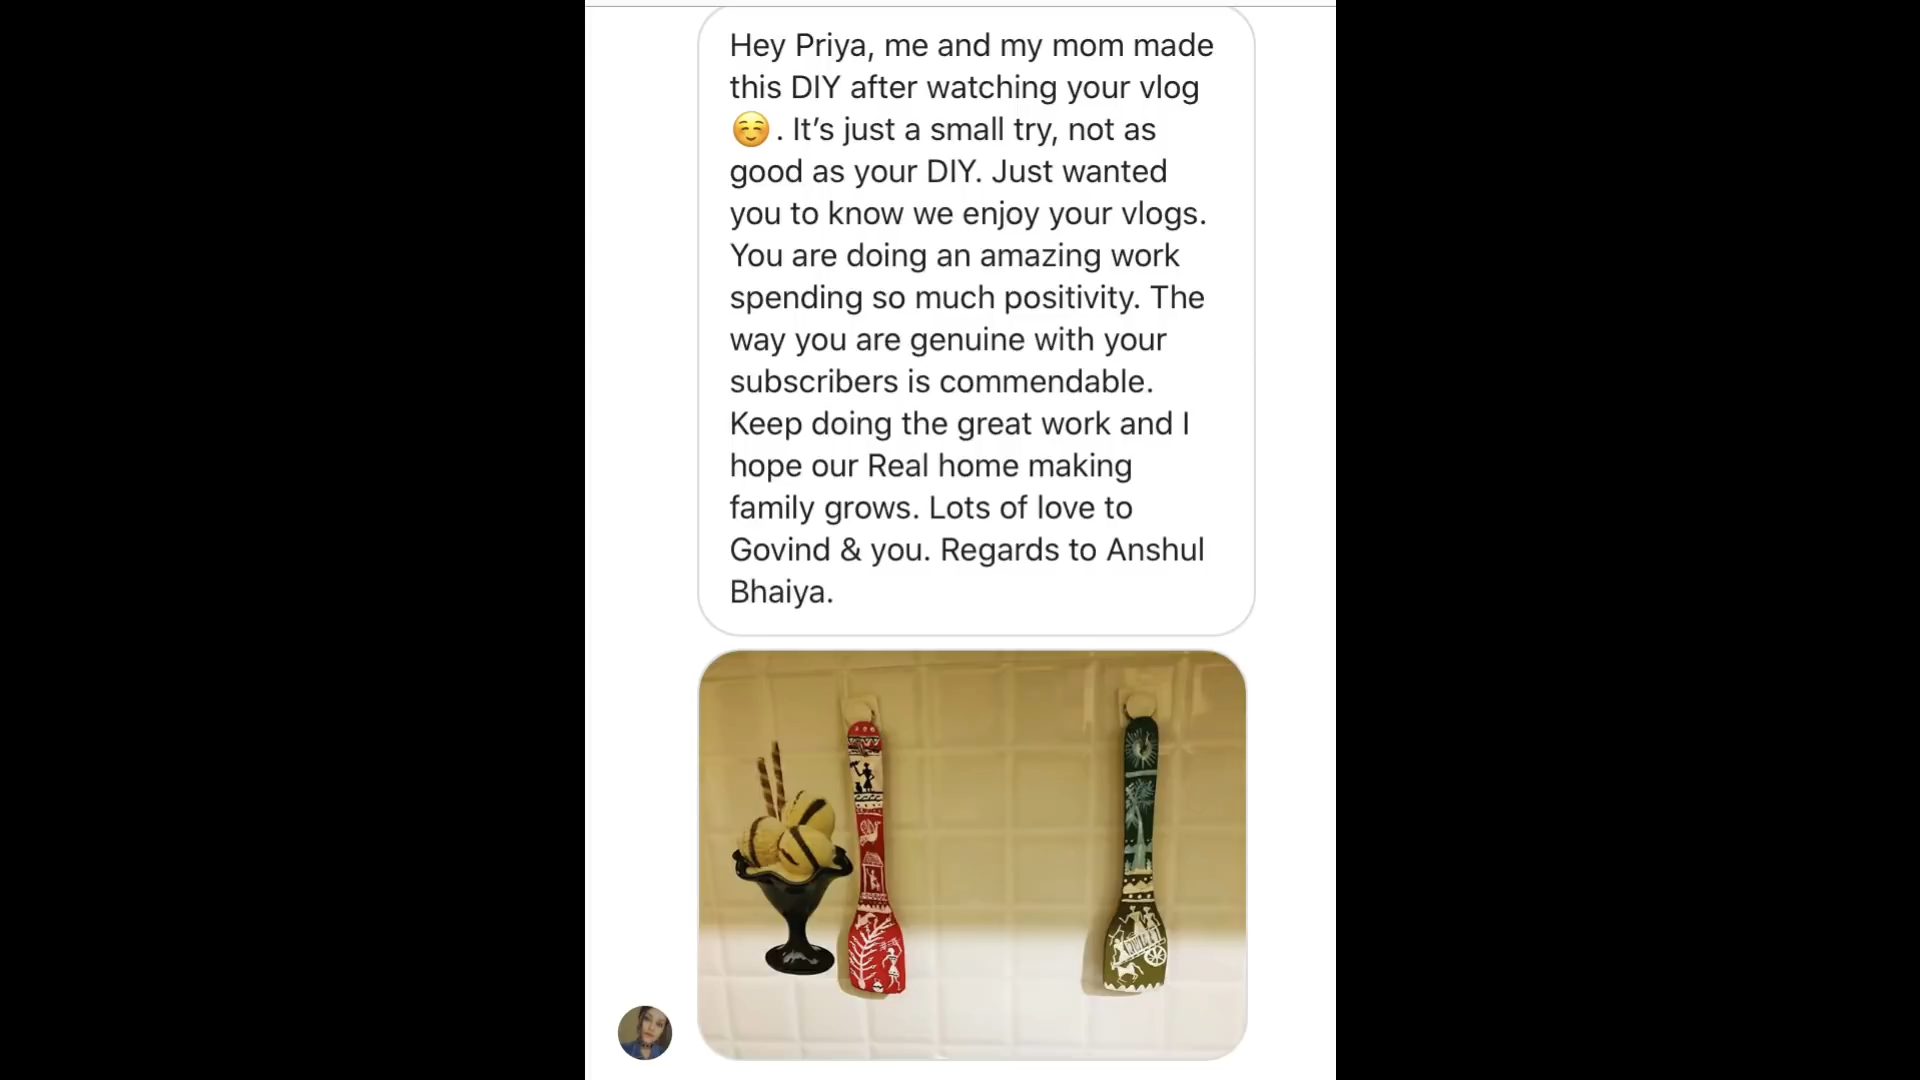 Hey Priya, me and my mom made
this DIY after watching your vlog
☺️. It’s just a small try, not as
good as your DIY. Just wanted
you to know we enjoy your vlogs.
You are doing an amazing work
spending so much positivity. The
way you are genuine with your
subscribers is commendable.
Keep doing the great work and I
hope our Real home making
family grows. Lots of love to
Govind & you. Regards to Anshul
Bhaiya.